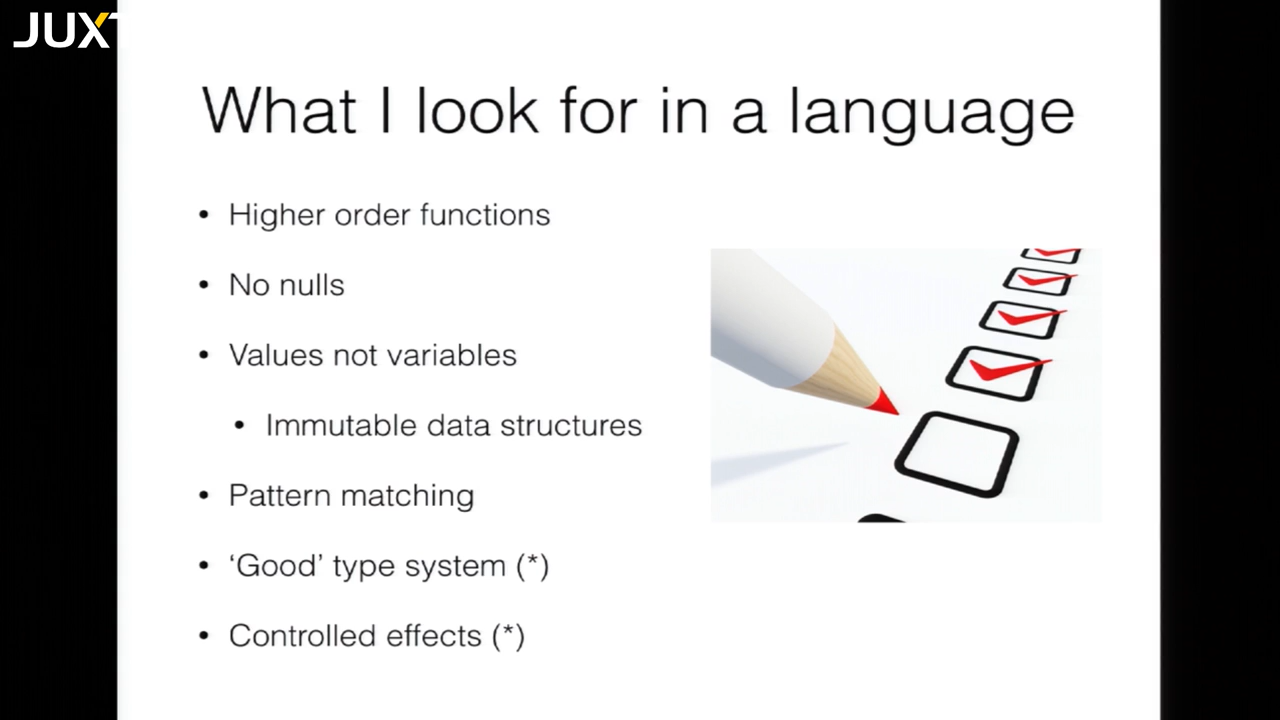 JUX
What I look for in a language
• Higher order functions
• No nulls
• Values not variables
• Immutable data structures
• Pattern matching
• ‘Good’ type system (*)
• Controlled effects (*)